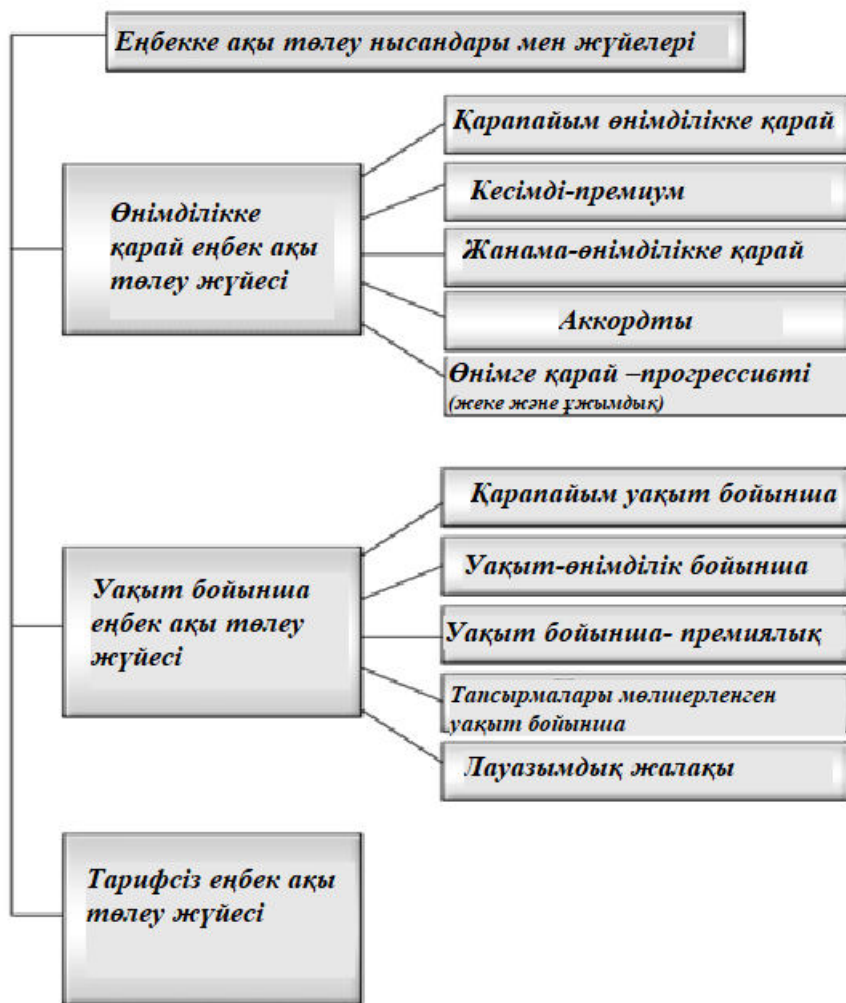 Еңбекке ақы төлеу нысандары мен жүйелері
Өнімділікке
қарай еңбек ақы
төлеу жүйесі
Қарапайым өнімділікке қарай
Кесімді-премиум
Жанама-өнімділікке қарай
Аккордты
Өнімге қарай –прогрессивті
(жеке және ұжымдық)
Уақыт бойынша
еңбек ақы төлеу
жүйесі
Қарапайым уақыт бойынша
Уақыт-өнімділік бойынша
Уақыт бойынша- премиялық
Тапсырмалары мөлшерленген
уақыт бойынша
Лауазымдық жалақы
Тарифсіз еңбек ақы
төлеу жүйесі